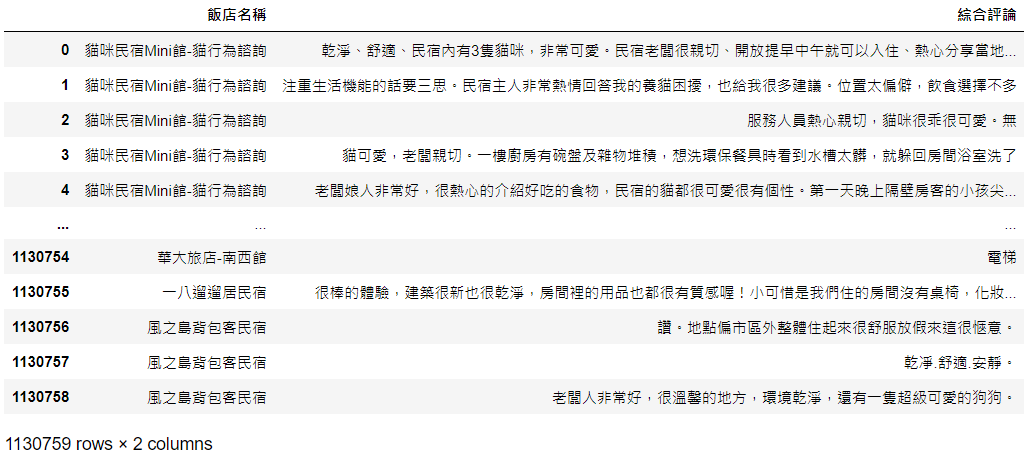 飯店名稱 綜合評論
0 貓咪民宿Mini館-貓行為諮詢 乾淨、舒適、民宿內有3隻貓咪，非常可愛。民宿老闆很親切、開放提早中午就可以入住、熱心分享當地...
1 貓咪民宿Mini館-貓行為諮詢 注重生活機能的話要三思。民宿主人非常熱情回答我的養貓困擾，也給我很多建議。位置太偏僻，飲食選擇不多
2 貓咪民宿Mini館-貓行為諮詢 服務人員熱心親切，貓咪很乖很可愛。無
3 貓咪民宿Mini館-貓行為諮詢 貓可愛，老闆親切。一樓廚房有碗盤及雜物堆積，想洗環保餐具時看到水槽太髒，就躲回房間浴室洗了
4 貓咪民宿Mini館-貓行為諮詢 老闆娘人非常好，很熱心的介紹好吃的食物，民宿的貓都很可愛很有個性。第一天晚上隔壁房客的小孩尖...
... ... ...
1130754 華大旅店-南西館 電梯
1130755 一八遛遛居民宿 很棒的體驗，建築很新也很乾淨，房間裡的用品也都很有質感喔！小可惜是我們住的房間沒有桌椅，化妝...
1130756 風之島背包客民宿 讚。地點偏市區外整體住起來很舒服放假來這很愜意。
1130757 風之島背包客民宿 乾凈.舒適.安靜。
1130758 風之島背包客民宿 老闆人非常好，很溫馨的地方，環境乾淨，還有一隻超級可愛的狗狗。
1130759 rows × 2 columns